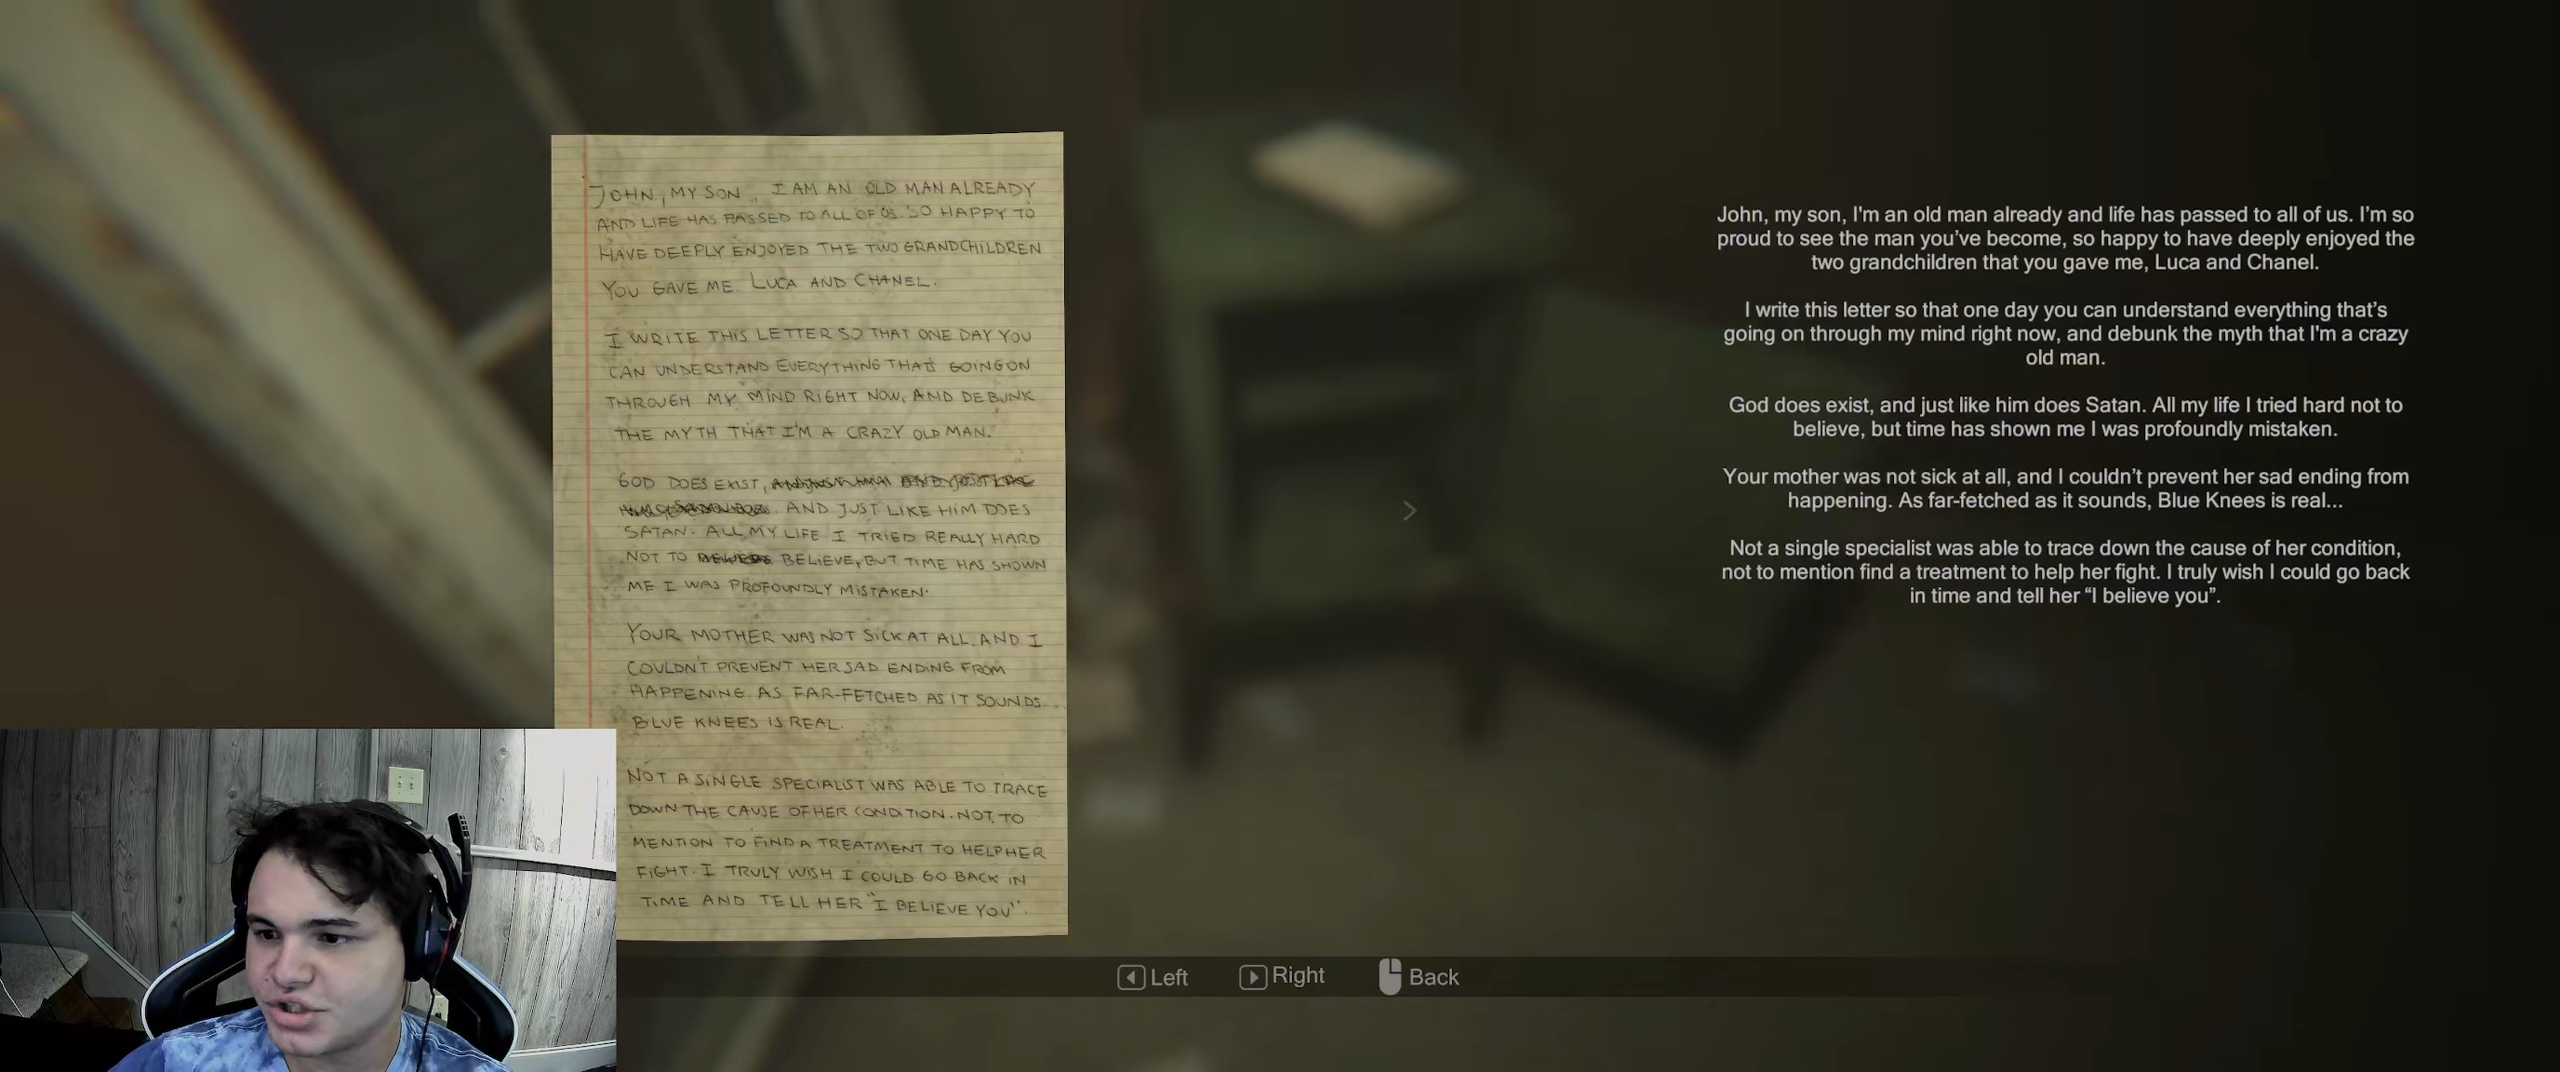 JOHN, MY SON.. I AM AN OLD MAN ALREADY
AND LIFE HAS PASSED TO ALL OF US. SO HAPPY TO
HAVE DEEPLY ENJOYED THE TWO GRANDCHILDREN
YOU GAVE ME. LUCA AND CHANEL.
I WRITE THIS LETTER SO THAT ONE DAY YOU
CAN UNDERSTAND EVERYTHING THATS GOING ON
THROUGH MY MIND RIGHT NOW, AND DEBUNK
THE MYTH THAT I'M A CRAZY OLD MAN.
GOD DOES EXIST,
AND JUST LIKE HIM DOES
SATAN. ALL MY LIFE I TRIED REALLY HARD
NOT TO BELIEVE, BUT TIME HAS SHOWN
ME I WAS PROFOUNDLY MISTAKEN.
YOUR MOTHER WAS NOT SICK AT ALL. AND I
COULDN'T PREVENT HER SAD ENDING FROM
HAPPENING. AS FAR-FETCHED AS IT SOUNDS...
BLUE KNEES IS REAL.
NOT A SINGLE SPECIALIST WAS ABLE TO TRACE
DOWN THE CAUSE OF HER CONDITION. NOT TO
MENTION TO FIND A TREATMENT TO HELP HER
FIGHT. I TRULY WISH I COULD GO BACK IN
TIME AND TELL HER "I BELIEVE YOU".
John, my son, I'm an old man already and life has passed to all of us. I'm so
proud to see the man you've become, so happy to have deeply enjoyed the
two grandchildren that you gave me, Luca and Chanel.
I write this letter so that one day you can understand everything that's
going on through my mind right now, and debunk the myth that I'm a crazy
old man.
God does exist, and just like him does Satan. All my life I tried hard not to
believe, but time has shown me I was profoundly mistaken.
Your mother was not sick at all, and I couldn't prevent her sad ending from
happening. As far-fetched as it sounds, Blue Knees is real...
Not a single specialist was able to trace down the cause of her condition,
not to mention find a treatment to help her fight. I truly wish I could go back
in time and tell her “I believe you”.
Left Right Back